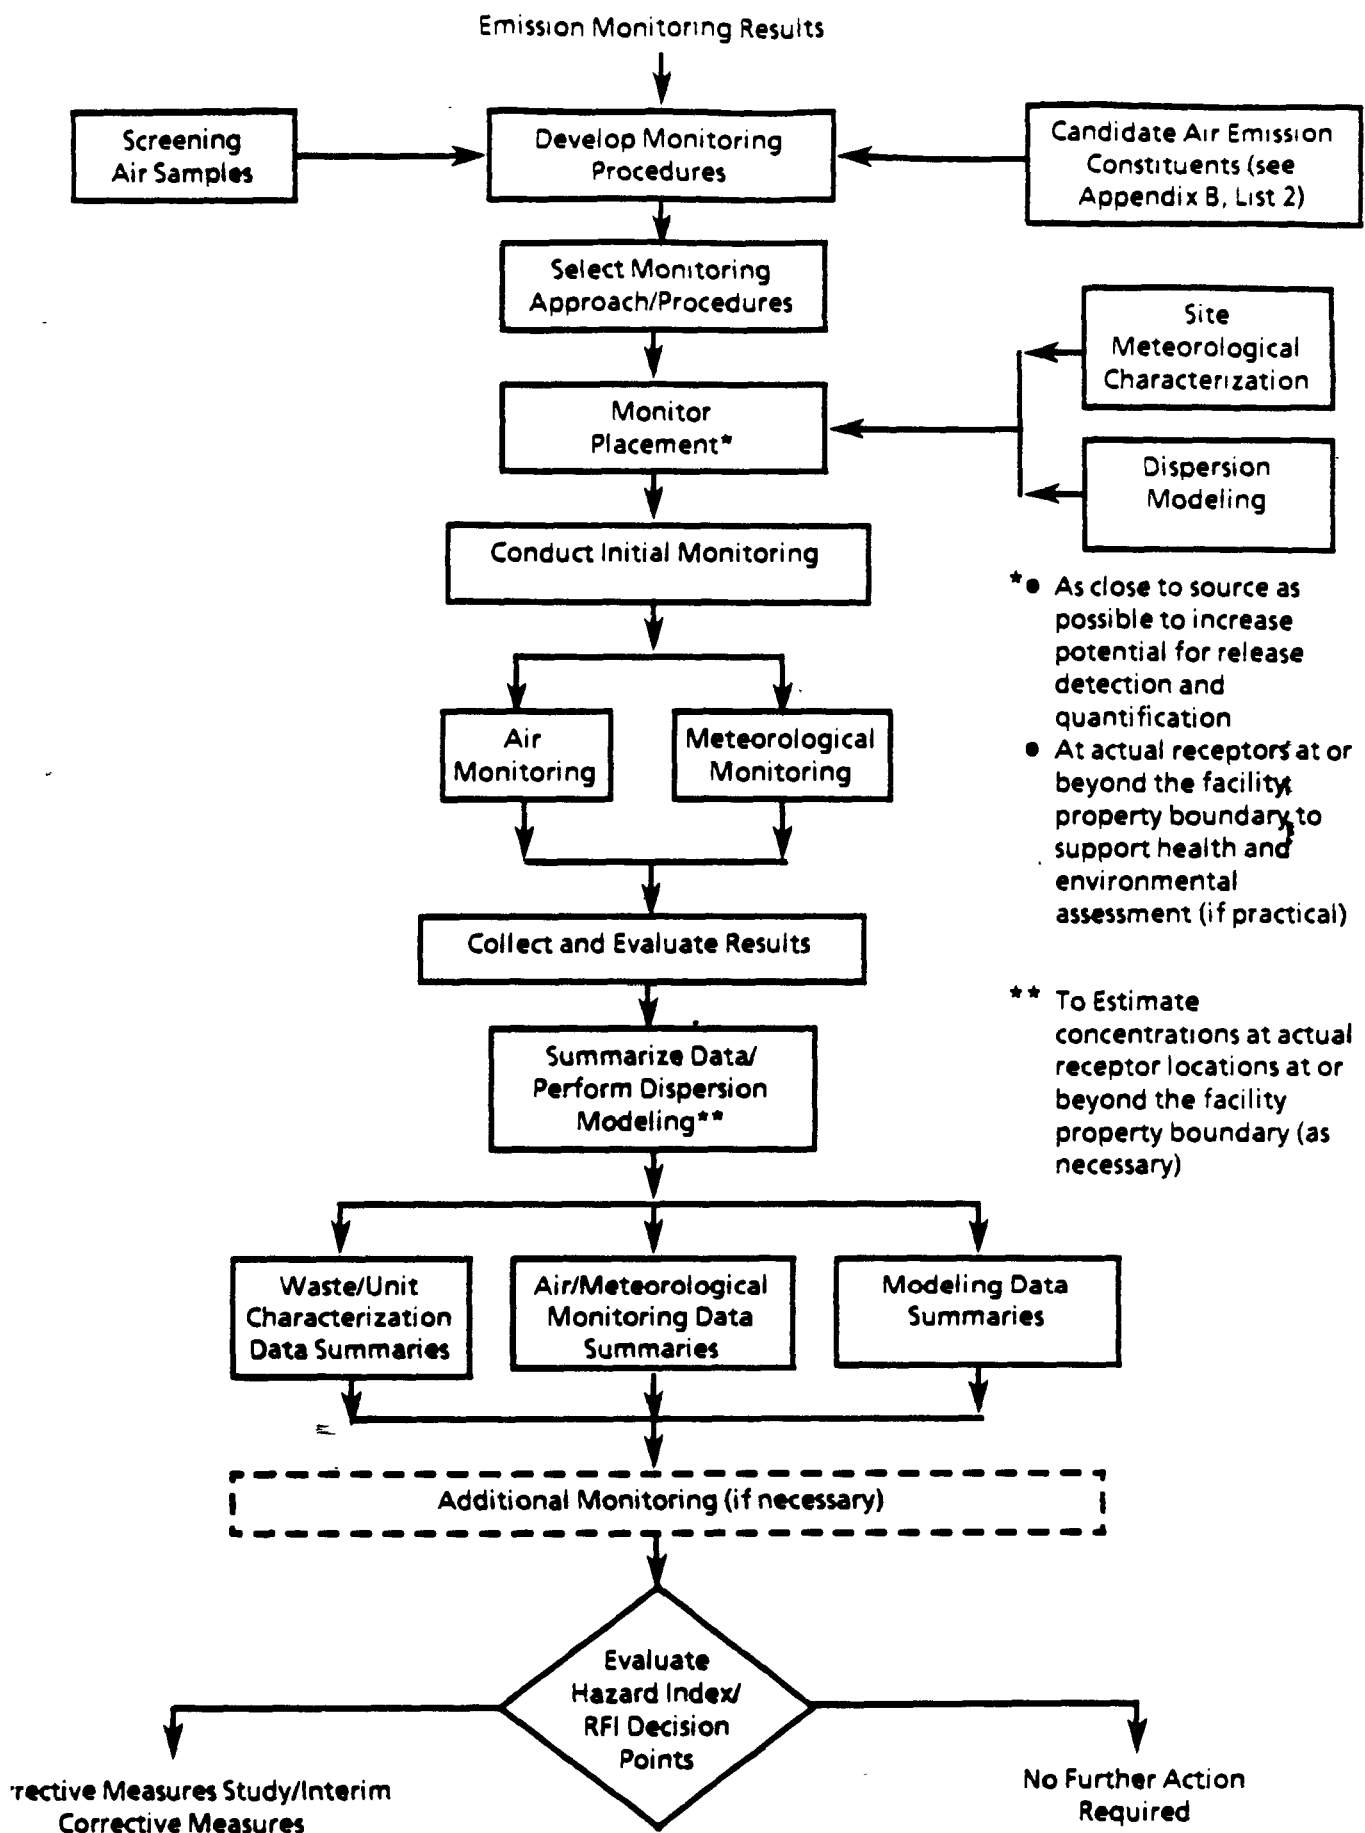 Emission Monitoring Results
Screening
Air Samples
Develop Monitoring
Procedures
Candidate Air Emission
Constituents (see
Appendix B, List 2)
Select Monitoring
Approach/Procedures
Site
Meteorological
Characterization
Monitor
Placement*
Dispersion
Modeling
Conduct Initial Monitoring
* ● As close to source as
possible to increase
potential for release
detection and
quantification
● At actual receptors at or
beyond the facility
property boundary to
support health and
environmental
assessment (if practical)
Air
Monitoring
Meteorological
Monitoring
Collect and Evaluate Results
** To Estimate
concentrations at actual
receptor locations at or
beyond the facility
property boundary (as
necessary)
Summarize Data/
Perform Dispersion
Modeling**
Waste/Unit
Characterization
Data Summaries
Air/Meteorological
Monitoring Data
Summaries
Modeling Data
Summaries
Additional Monitoring (if necessary)
Evaluate
Hazard Index/
RFI Decision
Points
rrective Measures Study/Interim
Corrective Measures
No Further Action
Required